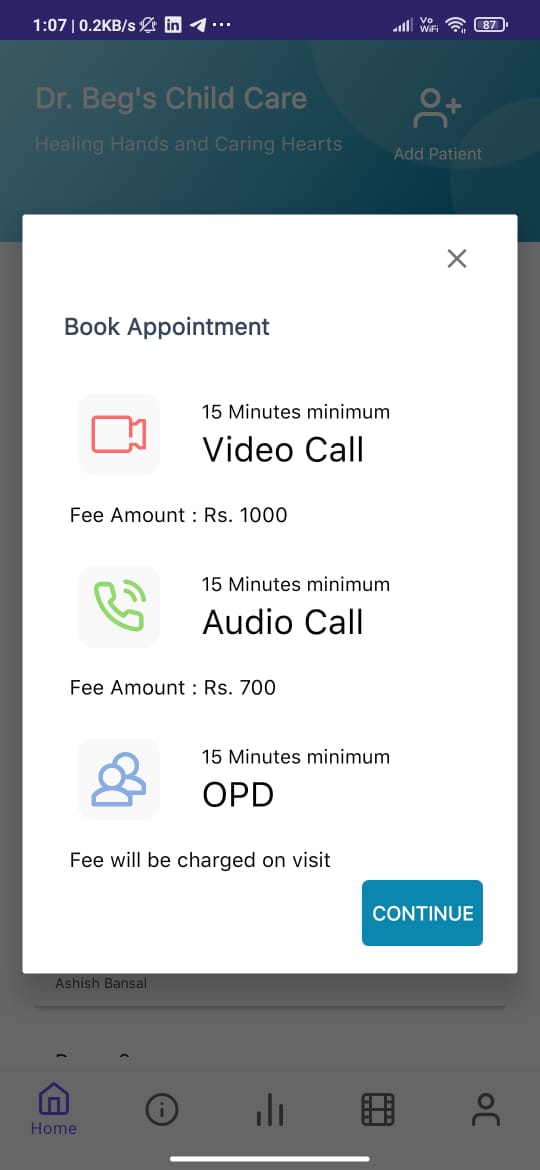 1:07 | 0.2KB/s
Vo
WiFi
87
Dr. Beg's Child Care
Healing Hands and Caring Hearts
Add Patient
Book Appointment
15 Minutes minimum
Video Call
Fee Amount : Rs. 1000
15 Minutes minimum
Audio Call
Fee Amount : Rs. 700
15 Minutes minimum
OPD
Fee will be charged on visit
CONTINUE
Ashish Bansal
Home